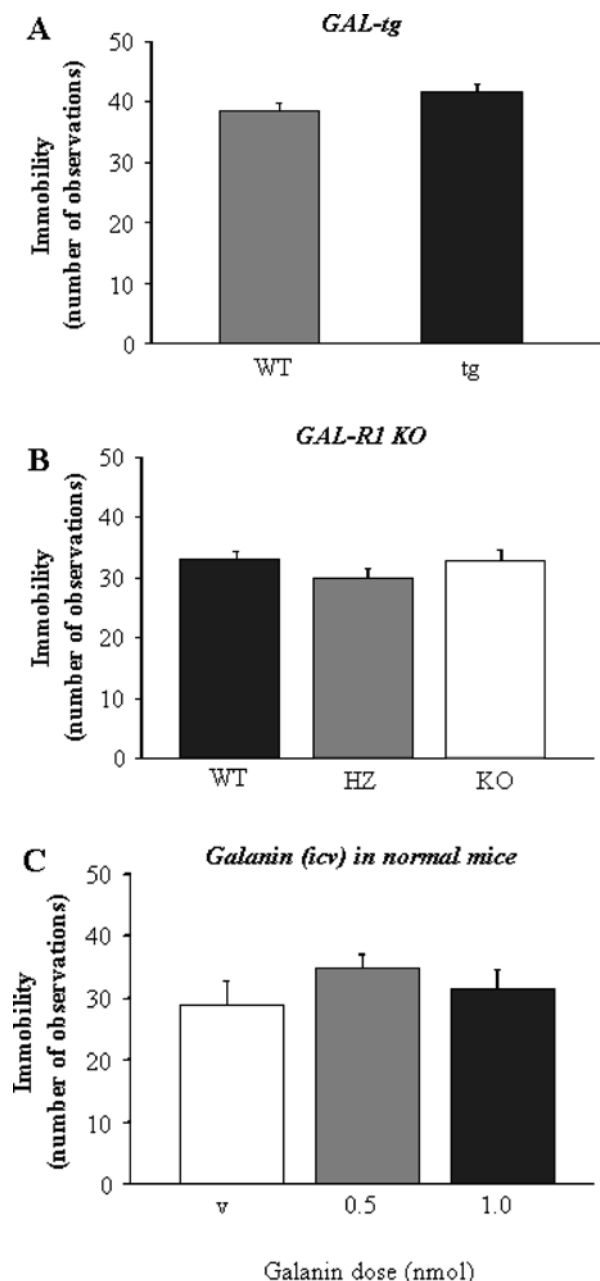 A
GAL-tg
Immobility
(number of observations)
50
40
30
20
10
0
WT
tg
B
GAL-R1 KO
Immobility
(number of observations)
50
40
30
20
10
0
WT
HZ
KO
C
Galanin (icv) in normal mice
Immobility
(number of observations)
50
40
30
20
10
0
v
0.5
1.0
Galanin dose (nmol)